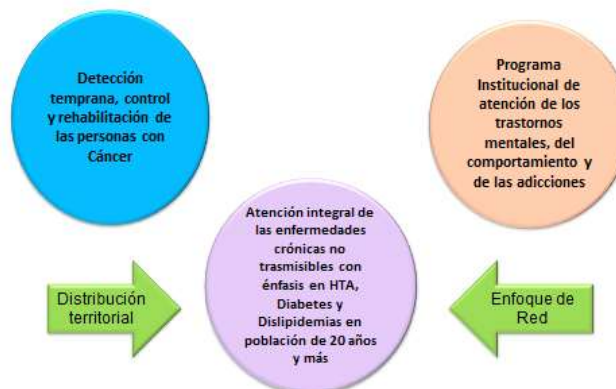 Detección
temprana, control
y rehabilitación de
las personas con
Cáncer
Programa
Institucional de
atención de los
trastornos
mentales, del
comportamiento y
de las adicciones
Atención integral de
las enfermedades
crónicas no
trasmisibles con
énfasis en HTA,
Diabetes y
Dislipidemias en
población de 20 años
y más
Distribución
territorial
Enfoque de
Red